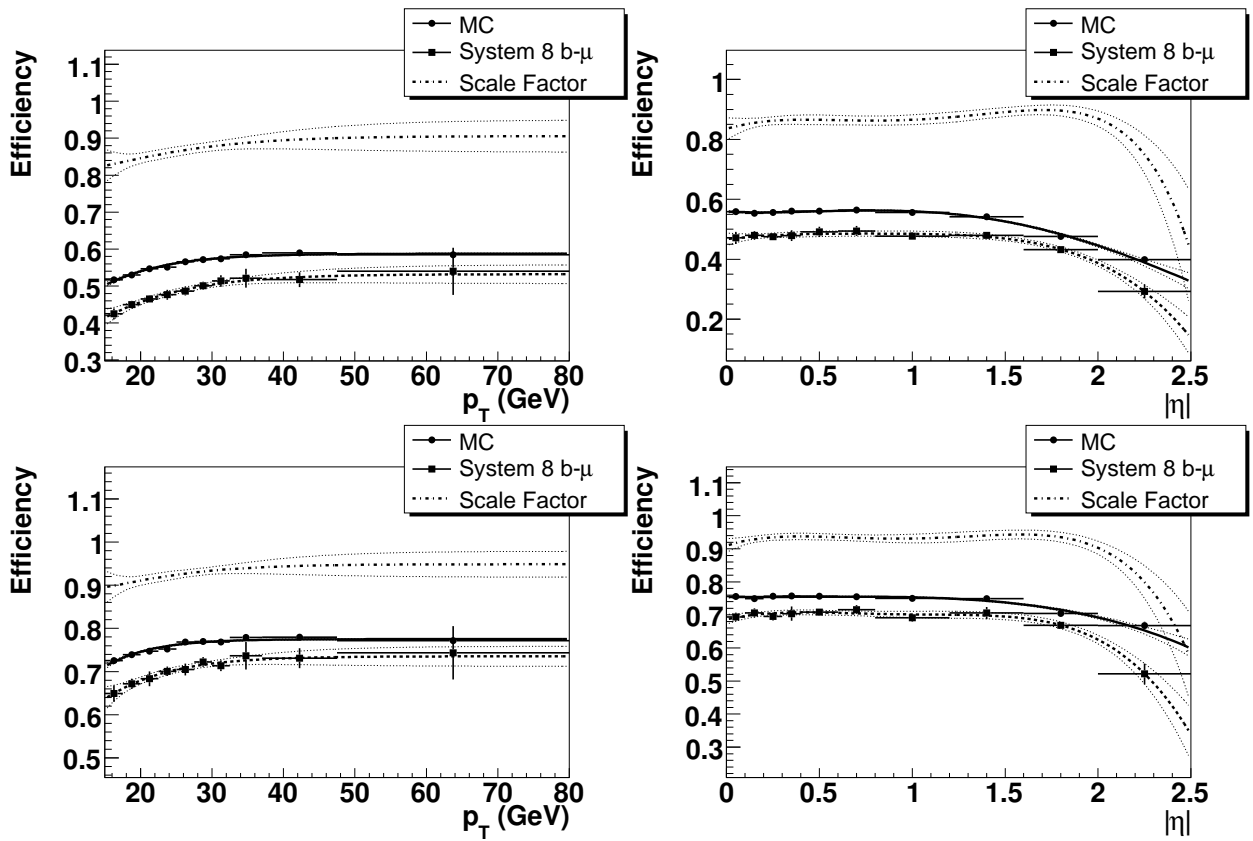 MC
System 8 b-μ
Scale Factor
Efficiency
1.1
1
0.9
0.8
0.7
0.6
0.5
0.4
0.3
20 30 40 50 60 70 80
p_T (GeV)
MC
System 8 b-μ
Scale Factor
Efficiency
1
0.8
0.6
0.4
0.2
0 0.5 1 1.5 2 2.5
|η|
MC
System 8 b-μ
Scale Factor
Efficiency
1.1
1
0.9
0.8
0.7
0.6
0.5
20 30 40 50 60 70 80
p_T (GeV)
MC
System 8 b-μ
Scale Factor
Efficiency
1.1
1
0.9
0.8
0.7
0.6
0.5
0.4
0.3
0 0.5 1 1.5 2 2.5
|η|